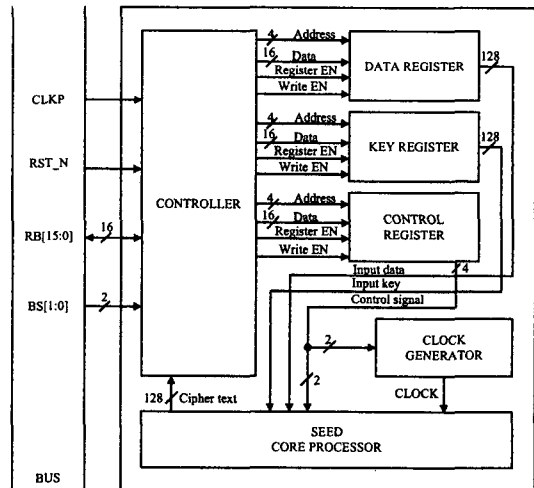 CLKP
RST_N
RB[15:0]
16
BS[1:0]
2
BUS
CONTROLLER
4 Address
16 Data
Register EN
Write EN
DATA REGISTER
128
4 Address
16 Data
Register EN
Write EN
KEY REGISTER
128
4 Address
16 Data
Register EN
Write EN
CONTROL
REGISTER
4
Input data
Input key
Control signal
2
2
CLOCK
GENERATOR
CLOCK
128 Cipher text
SEED
CORE PROCESSOR